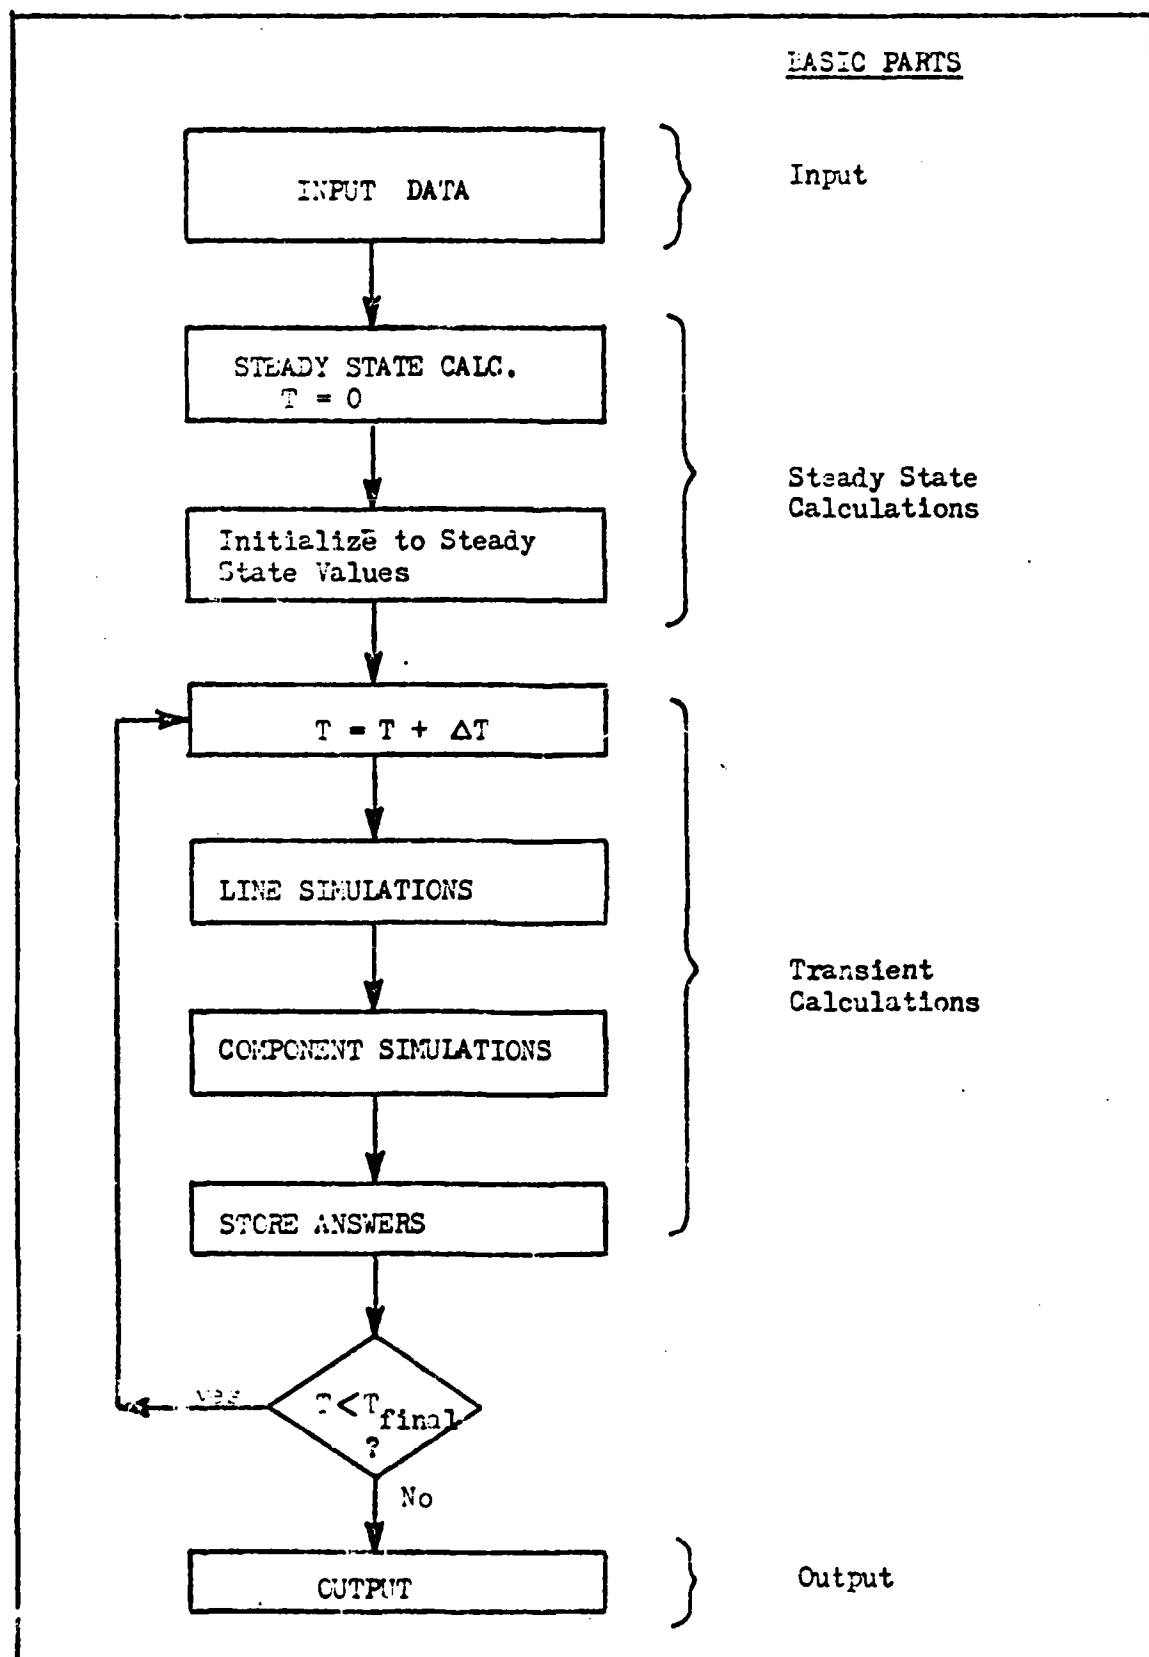 BASIC PARTS
INPUT DATA
Input
STEADY STATE CALC.
T = 0
Initialize to Steady
State Values
Steady State
Calculations
T = T + ΔT
LINE SIMULATIONS
COMPONENT SIMULATIONS
STORE ANSWERS
Transient
Calculations
T < T final
?
yes
No
OUTPUT
Output